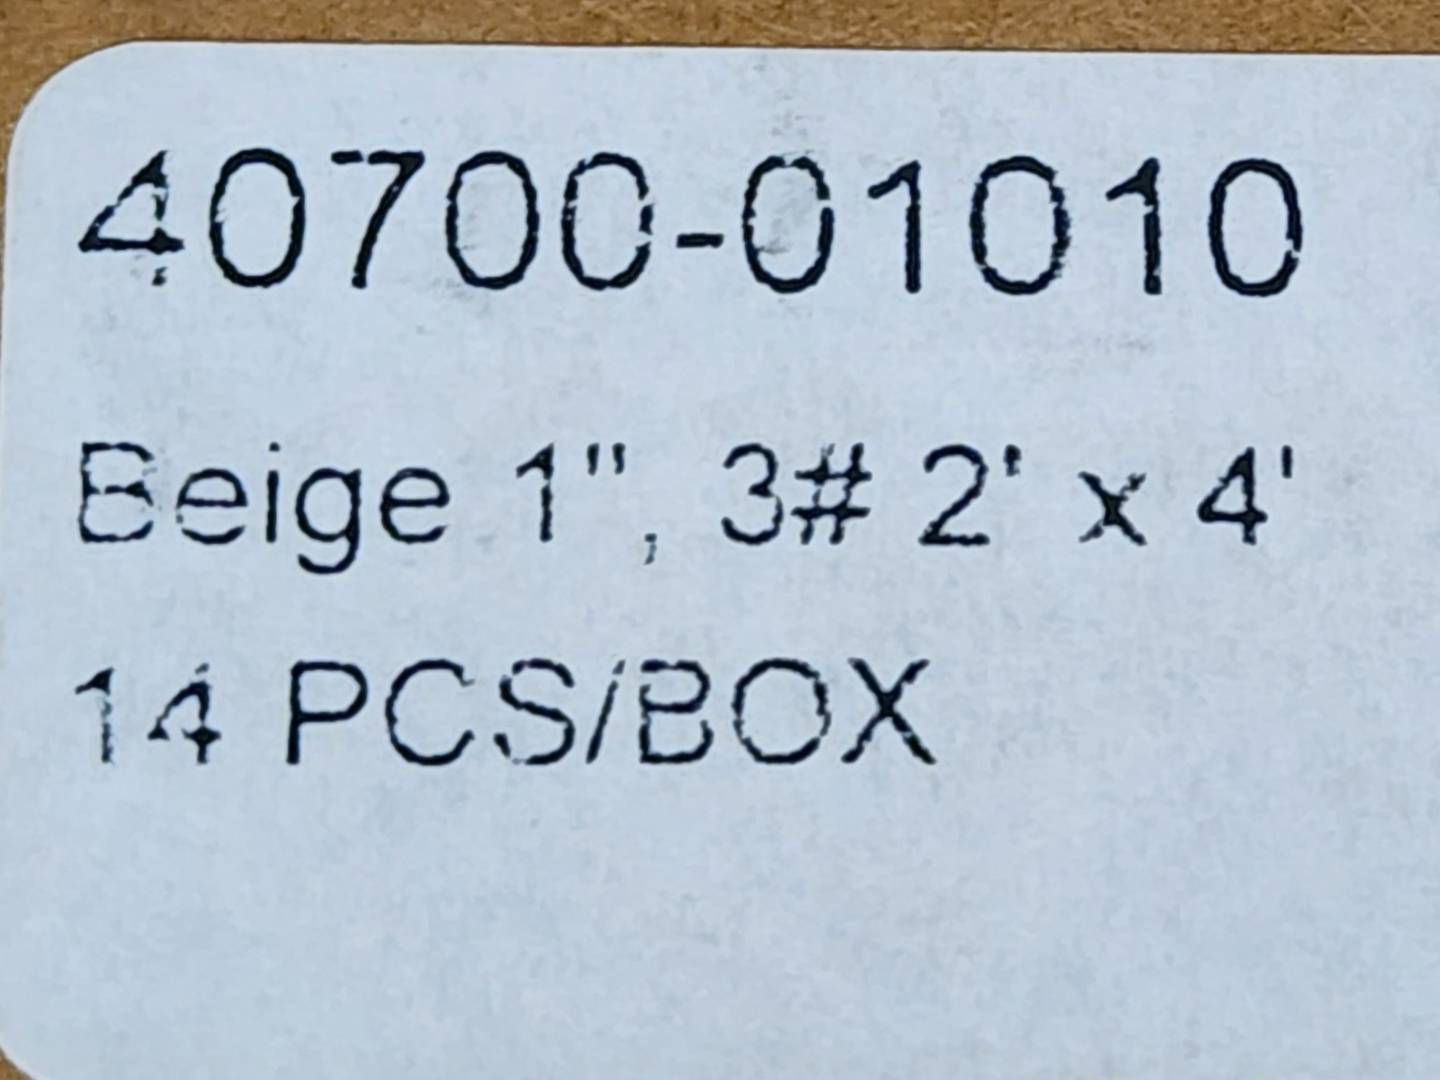 40700-01010
Beige 1", 3# 2' x 4'
14 PCS/BOX